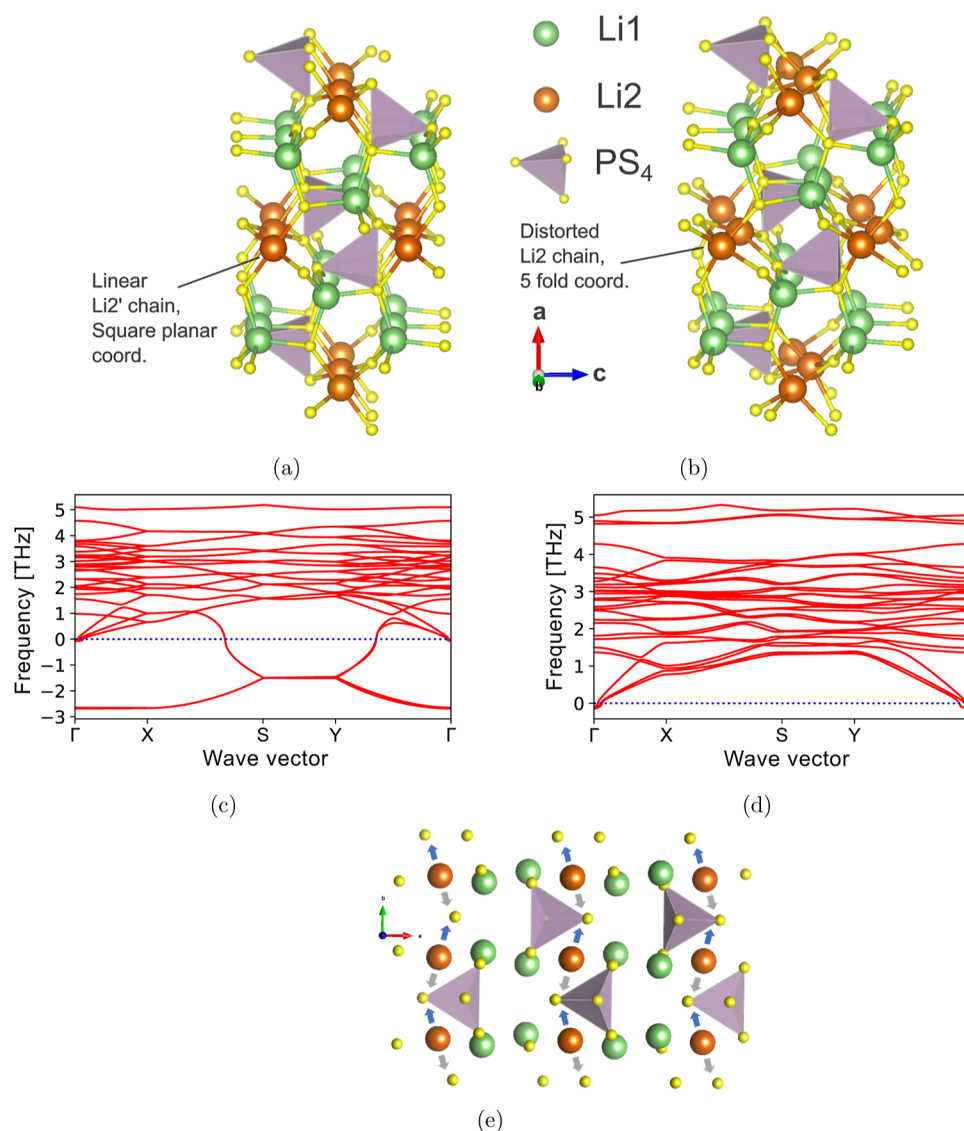 Li1
Li2
PS₄
Linear
Li2' chain,
Square planar
coord.
Distorted
Li2 chain,
5 fold coord.
a
b
c
(a)
(b)
Frequency [THz]
5
4
3
2
1
0
−1
−2
−3
Γ X S Y Γ
Wave vector
(c)
Frequency [THz]
5
4
3
2
1
0
Γ X S Y
Wave vector
(d)
b
a
(e)